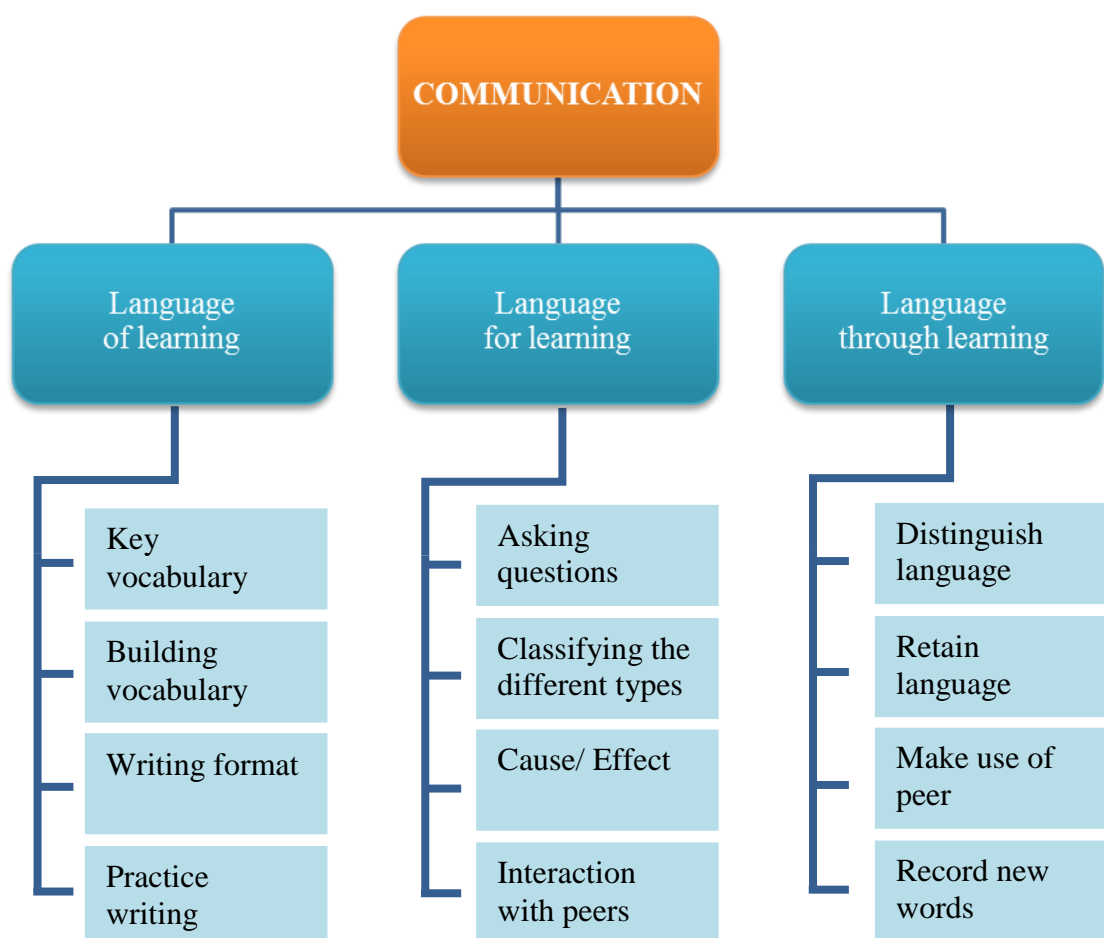 COMMUNICATION
Language
of learning
Key
vocabulary
Building
vocabulary
Writing format
Practice
writing
Language
for learning
Asking
questions
Classifying the
different types
Cause/ Effect
Interaction
with peers
Language
through learning
Distinguish
language
Retain
language
Make use of
peer
Record new
words